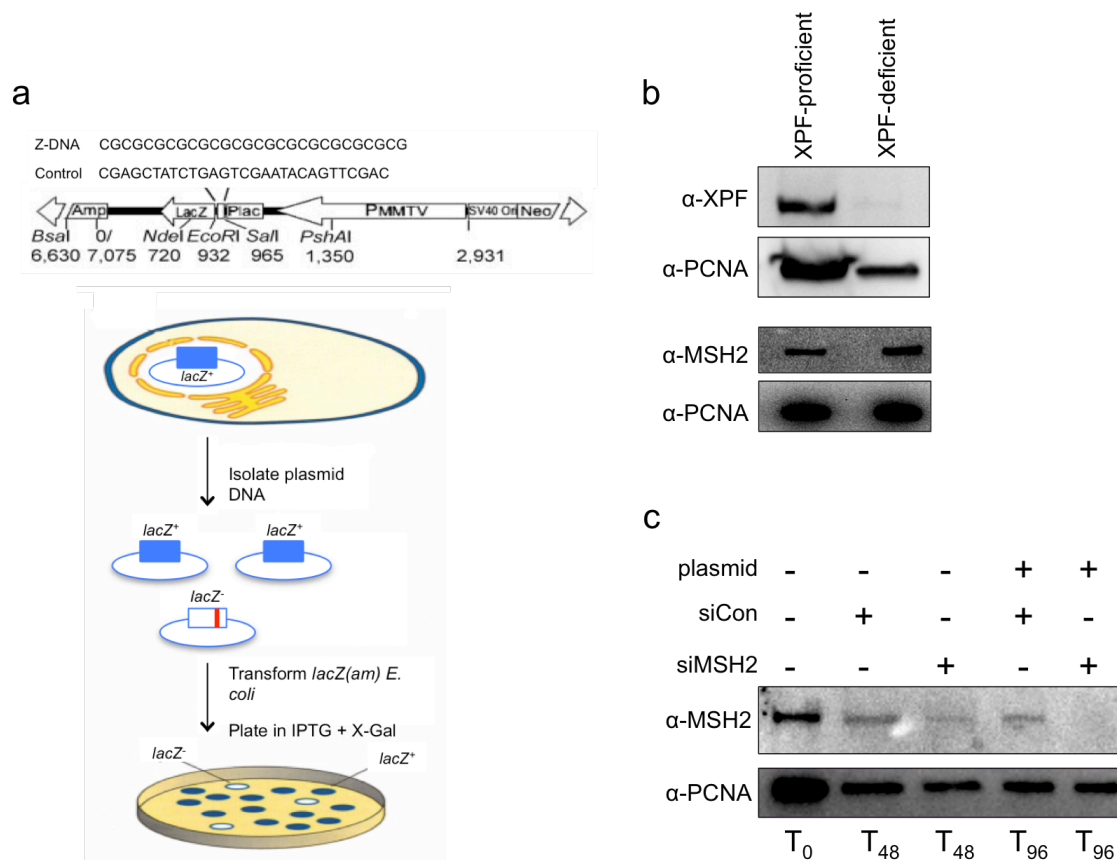 a
Z-DNA CGCGCGCGCGCGCGCGCGCGCGCGCGCG
Control CGAGCTATCTGAGTCGAATACAGTTCGAC
Amp LacZ Plac PMMTV SV40 Ori Neo
BsaI 0/ NdeI EcoRI SalI PshAI
6,630 7,075 720 932 965 1,350 2,931
lacZ+
Isolate plasmid
DNA
lacZ+ lacZ+
lacZ-
Transform lacZ(am) E.
coli
Plate in IPTG + X-Gal
lacZ- lacZ+
b
XPF-proficient
XPF-deficient
α-XPF
α-PCNA
α-MSH2
α-PCNA
c
plasmid - - - + +
siCon - + - + -
siMSH2 - - + - +
α-MSH2
α-PCNA
T0 T48 T48 T96 T96